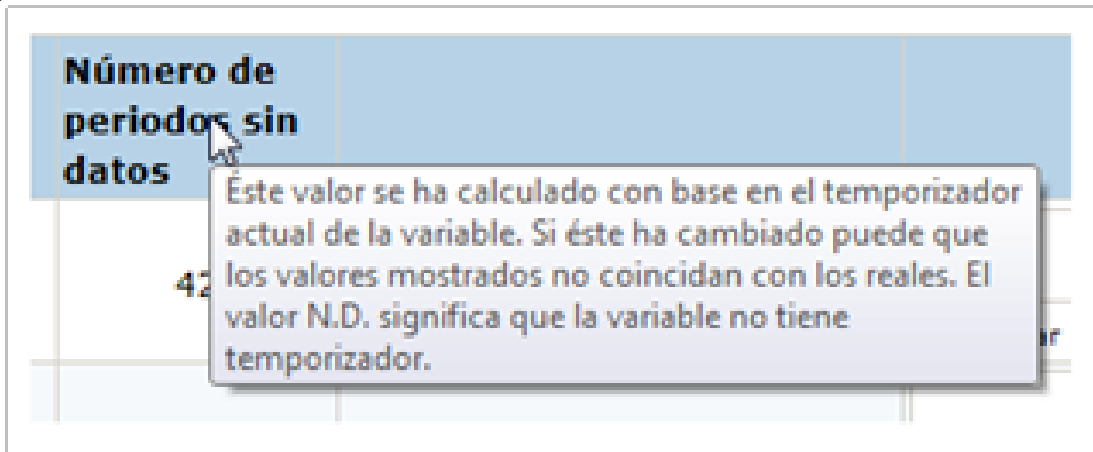 Número de
periodos sin
datos
Éste valor se ha calculado con base en el temporizador
actual de la variable. Si éste ha cambiado puede que
los valores mostrados no coincidan con los reales. El
valor N.D. significa que la variable no tiene
temporizador.
42